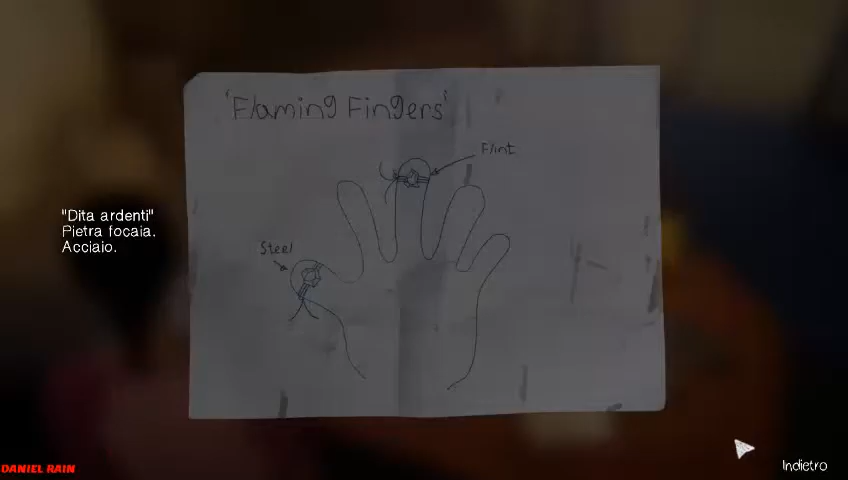 'Flaming Fingers'
Flint
Steel
"Dita ardenti"
Pietra focaia.
Acciaio.
DANIEL RAIN
Indietro